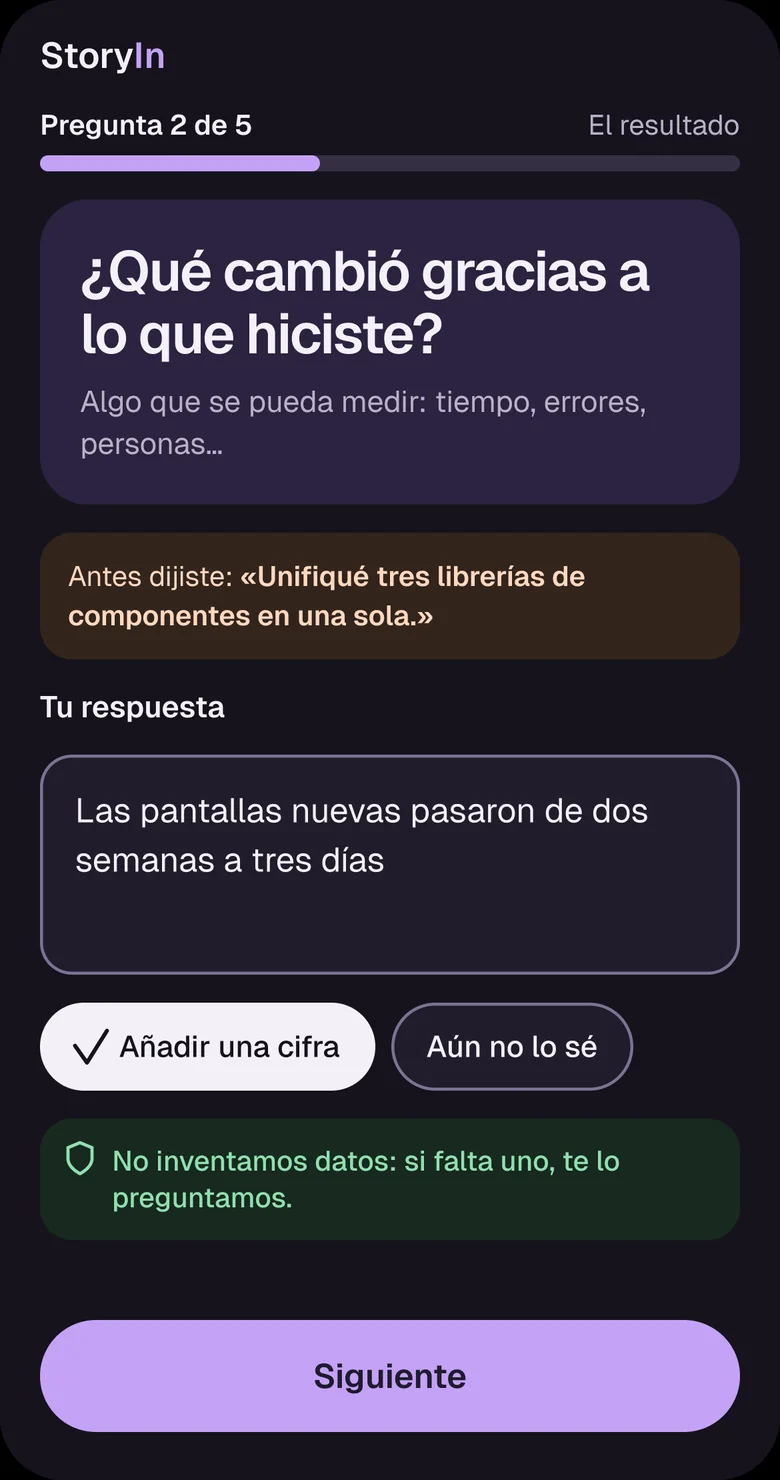 StoryIn
Pregunta 2 de 5
El resultado
¿Qué cambió gracias a
lo que hiciste?
Algo que se pueda medir: tiempo, errores,
personas...
Antes dijiste: «Unifiqué tres librerías de
componentes en una sola.»
Tu respuesta
Las pantallas nuevas pasaron de dos
semanas a tres días
Añadir una cifra
Aún no lo sé
No inventamos datos: si falta uno, te lo
preguntamos.
Siguiente